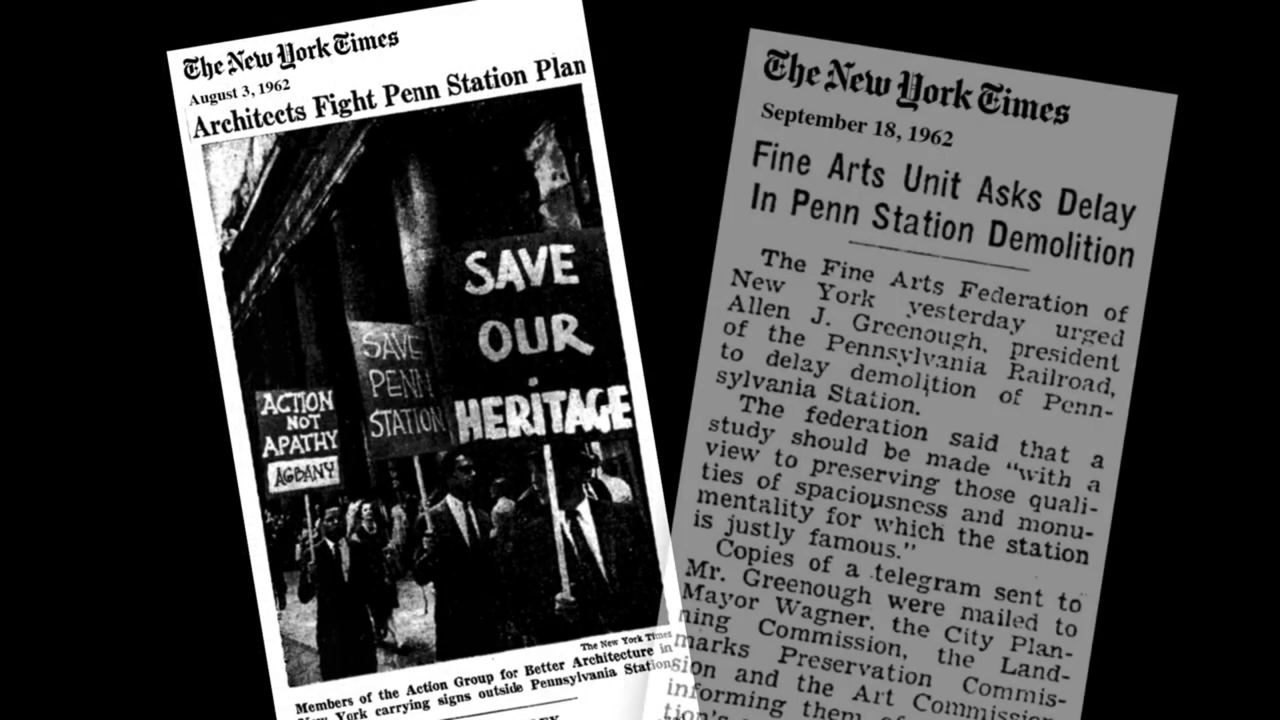 The New York Times
August 3, 1962
Architects Fight Penn Station Plan
SAVE
OUR
HERITAGE
SAVE
PENN
STATION
ACTION
NOT
APATHY
AGBANY
The New York Times
Members of the Action Group for Better Architecture in
New York carrying signs outside Pennsylvania Station
The New York Times
September 18, 1962
Fine Arts Unit Asks Delay
In Penn Station Demolition
The Fine Arts Federation of
New York yesterday urged
Allen J. Greenough, president
of the Pennsylvania Railroad,
to delay demolition of Penn-
sylvania Station.
The federation said that a
study should be made "with a
view to preserving those quali-
ties of spaciousness and monu-
mentality for which the station
is justly famous."
Copies of a telegram sent to
Mr. Greenough were mailed to
Mayor Wagner, the City Plan-
ning Commission, the Land-
marks Preservation Commis-
sion and the Art Commission
informing them of
tion's